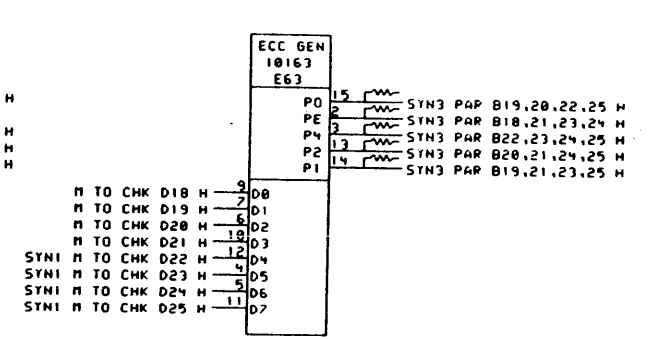 ECC GEN
10163
E63
H
H
H
H
PO 15 SYN3 PAR B19,20,22,25 H
PE 2 SYN3 PAR B18,21,23,24 H
P4 3 SYN3 PAR B22,23,24,25 H
P2 13 SYN3 PAR B20,21,24,25 H
P1 14 SYN3 PAR B19,21,23,25 H
M TO CHK D18 H 9 D0
M TO CHK D19 H 7 D1
M TO CHK D20 H 6 D2
M TO CHK D21 H 10 D3
SYN1 M TO CHK D22 H 12 D4
SYN1 M TO CHK D23 H 4 D5
SYN1 M TO CHK D24 H 5 D6
SYN1 M TO CHK D25 H 11 D7